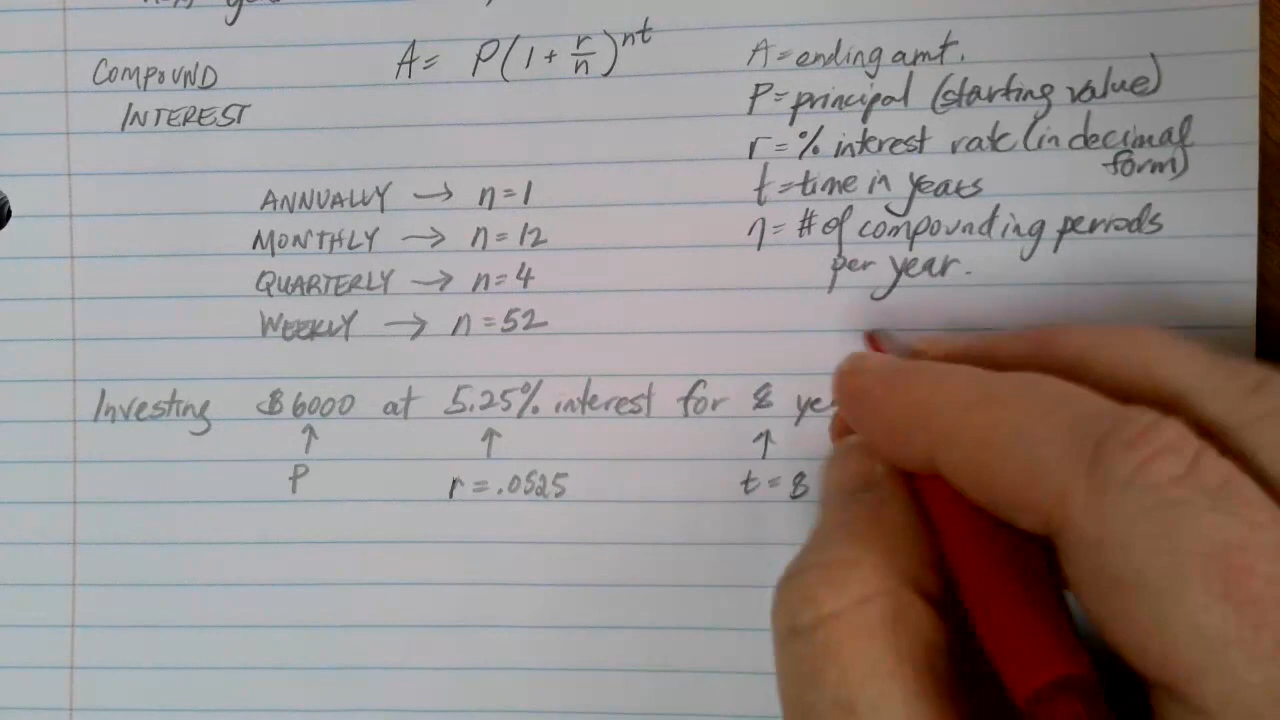 COMPOUND
INTEREST
A = P(1 + r/n)^nt
A = ending amt.
P = principal (starting value)
r = % interest rate (in decimal
form)
t = time in years
n = # of compounding periods
per year.
ANNUALLY → n = 1
MONTHLY → n = 12
QUARTERLY → n = 4
WEEKLY → n = 52
Investing $6000 at 5.25% interest for 8
↑ ↑ ↑
P r = .0525 t = 8